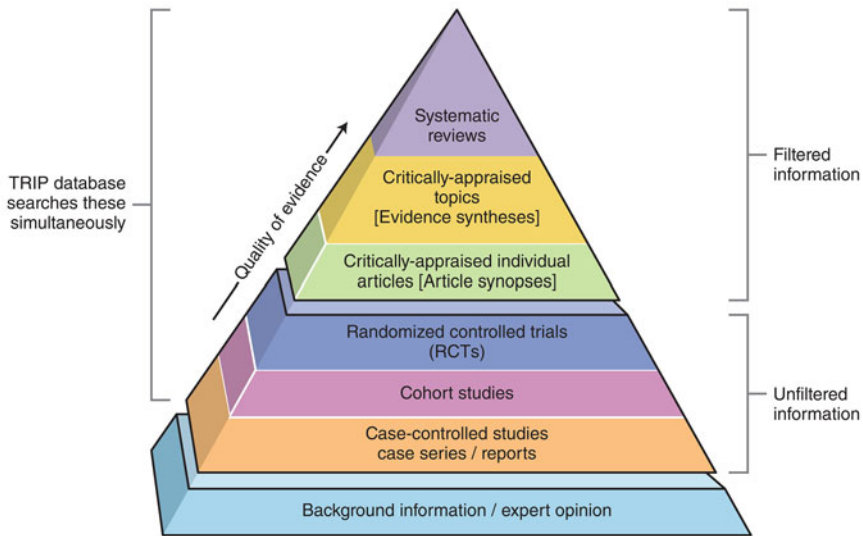 Systematic
reviews
Critically-appraised
topics
[Evidence syntheses]
Critically-appraised individual
articles [Article synopses]
Randomized controlled trials
(RCTs)
Cohort studies
Case-controlled studies
case series / reports
Background information / expert opinion
Quality of evidence
TRIP database
searches these
simultaneously
Filtered
information
Unfiltered
information